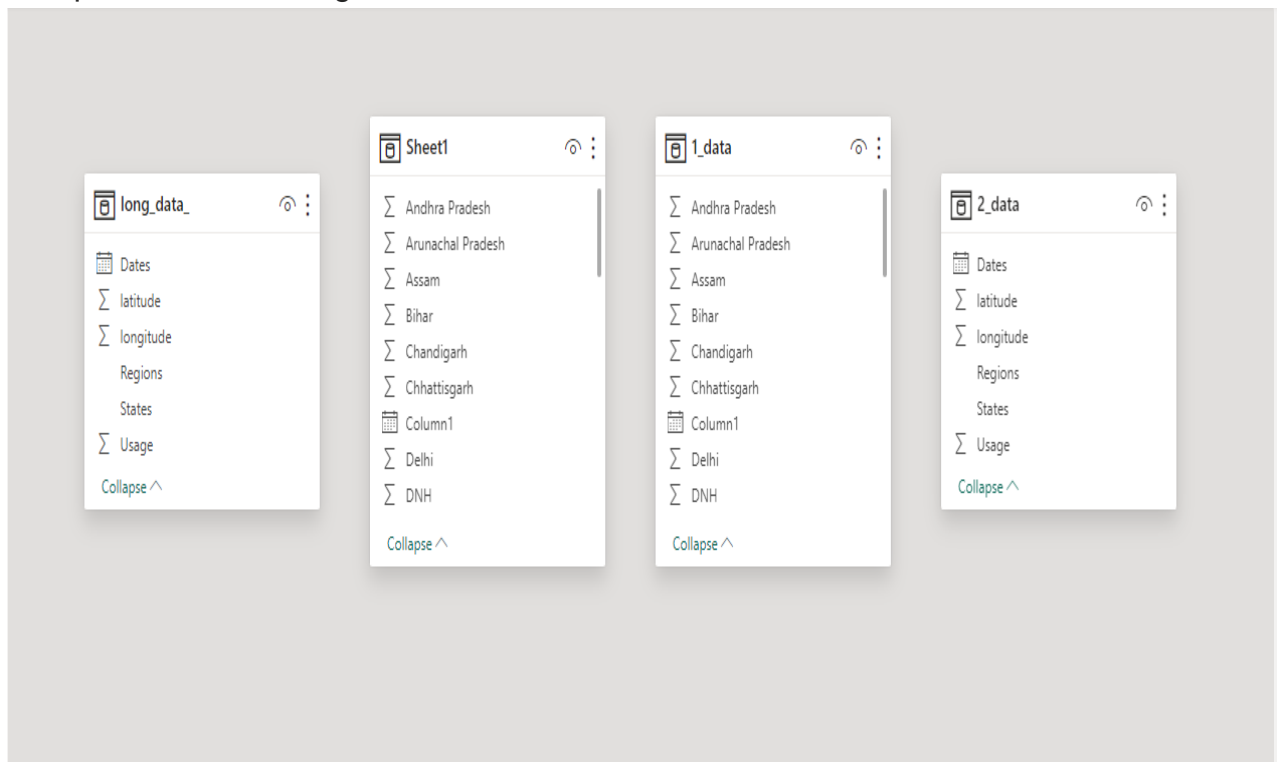 long_data_
Dates
latitude
longitude
Regions
States
Usage
Collapse
Sheet1
Andhra Pradesh
Arunachal Pradesh
Assam
Bihar
Chandigarh
Chhattisgarh
Column1
Delhi
DNH
Collapse
1_data
Andhra Pradesh
Arunachal Pradesh
Assam
Bihar
Chandigarh
Chhattisgarh
Column1
Delhi
DNH
Collapse
2_data
Dates
latitude
longitude
Regions
States
Usage
Collapse